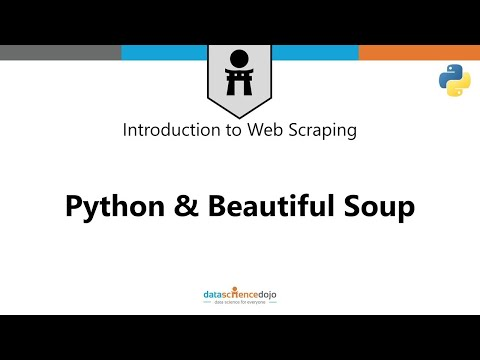 Introduction to Web Scraping
Python & Beautiful Soup
datasciencedojo
data science for everyone